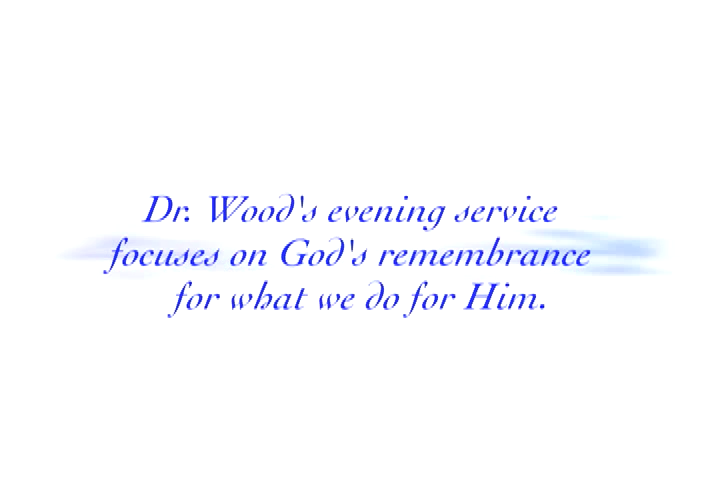 Dr. Wood's evening service
focuses on God's remembrance
for what we do for Him.